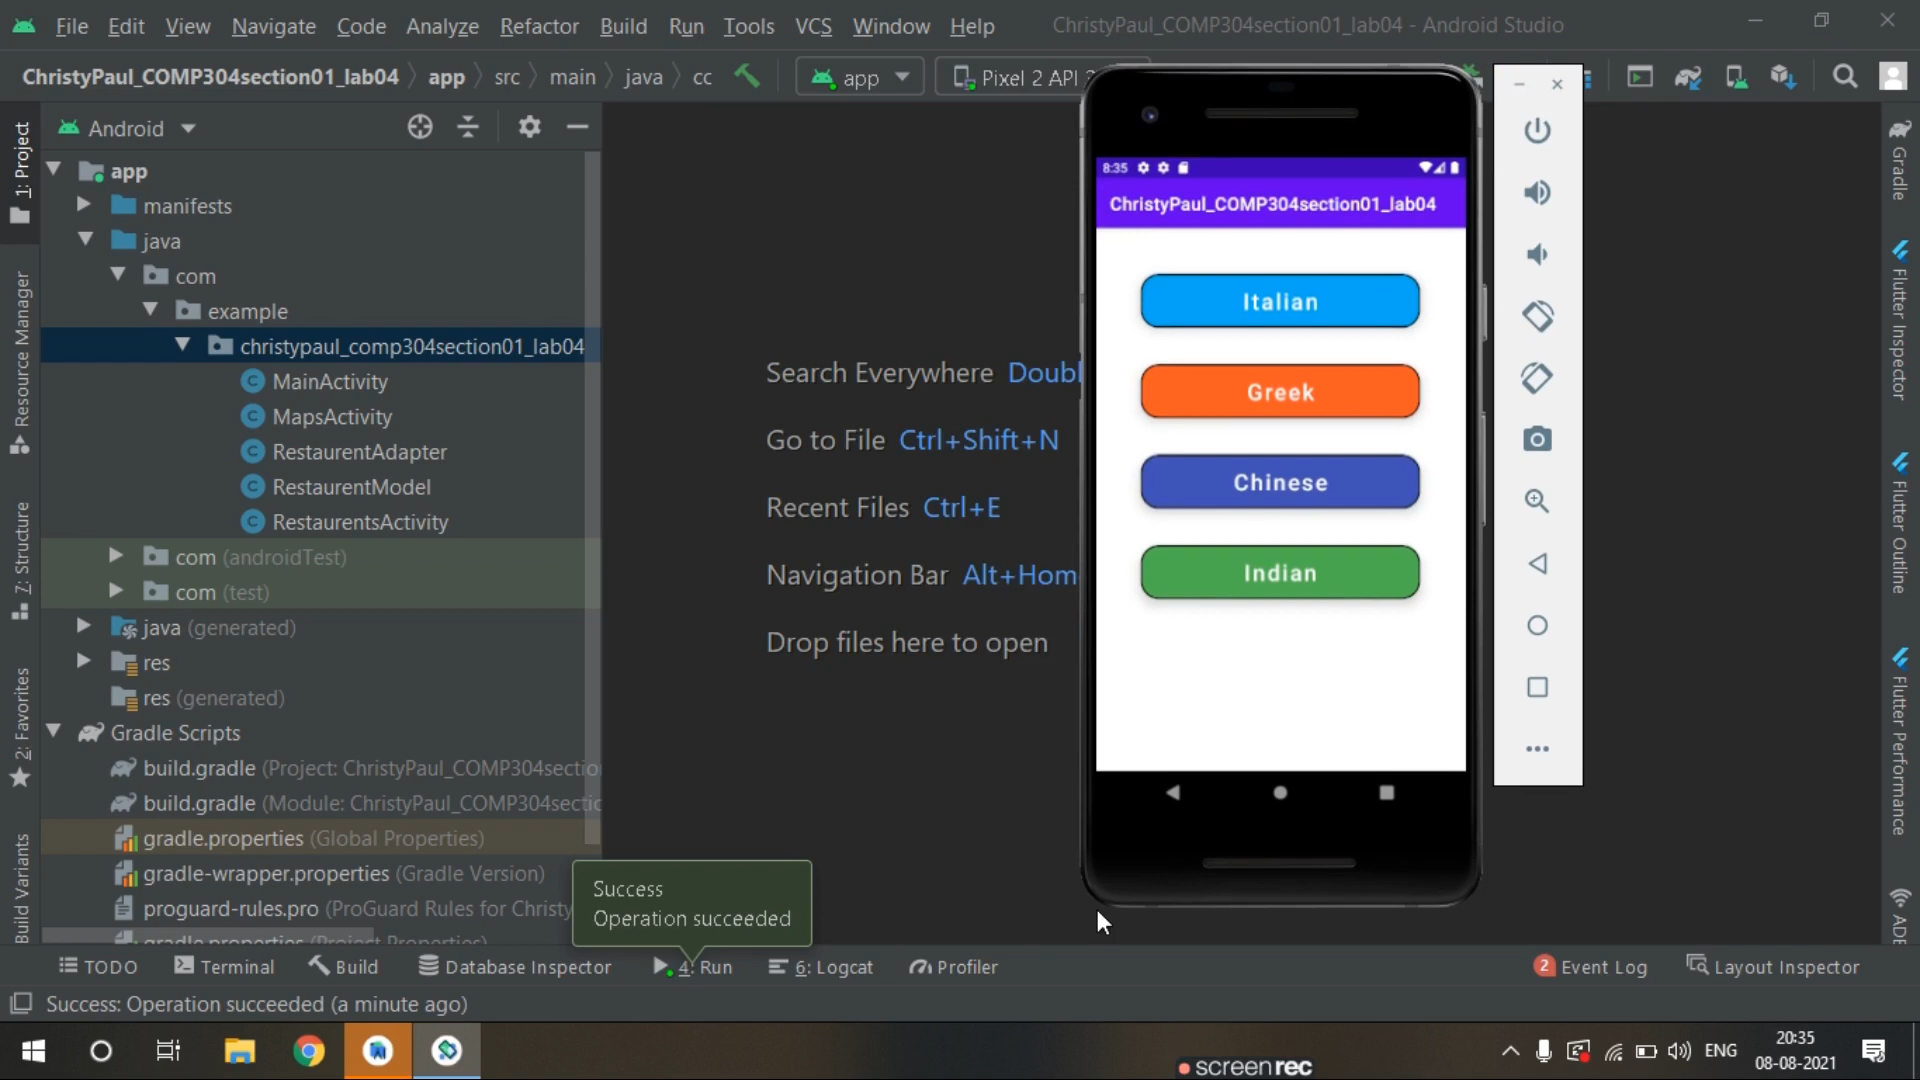 File Edit View Navigate Code Analyze Refactor Build Run Tools VCS Window Help ChristyPaul_COMP304section01_lab04 - Android Studio
ChristyPaul_COMP304section01_lab04 app src main java cc app Pixel 2 API
1: Project
Resource Manager
7: Structure
2: Favorites
Build Variants
Android
app
manifests
java
com
example
christypaul_comp304section01_lab04
MainActivity
MapsActivity
RestaurentAdapter
RestaurentModel
RestaurentsActivity
com (androidTest)
com (test)
java (generated)
res
res (generated)
Gradle Scripts
build.gradle (Project: ChristyPaul_COMP304sectio
build.gradle (Module: ChristyPaul_COMP304sectic
gradle.properties (Global Properties)
gradle-wrapper.properties (Gradle Version)
proguard-rules.pro (ProGuard Rules for Christy
gradle.properties (Project Properties)
Search Everywhere Doubl
Go to File Ctrl+Shift+N
Recent Files Ctrl+E
Navigation Bar Alt+Hom
Drop files here to open
8:35
ChristyPaul_COMP304section01_lab04
Italian
Greek
Chinese
Indian
Gradle
Flutter Inspector
Flutter Outline
Flutter Performance
Success
Operation succeeded
TODO Terminal Build Database Inspector 4: Run 6: Logcat Profiler 2 Event Log Layout Inspector
Success: Operation succeeded (a minute ago)
screenrec
ENG
20:35
08-08-2021